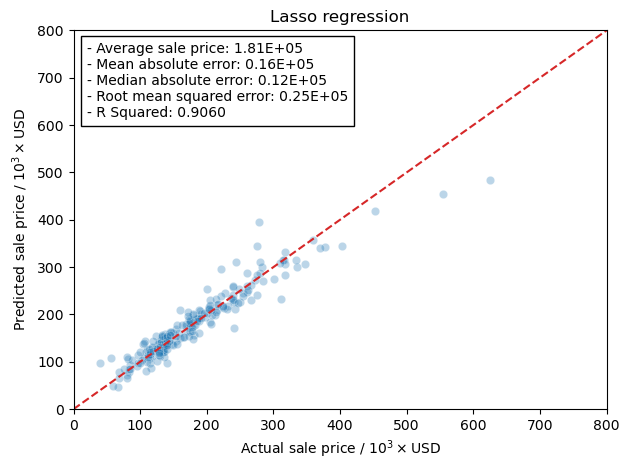 Lasso regression
- Average sale price: 1.81E+05
- Mean absolute error: 0.16E+05
- Median absolute error: 0.12E+05
- Root mean squared error: 0.25E+05
- R Squared: 0.9060
Predicted sale price / 10³ × USD
800
700
600
500
400
300
200
100
0
0 100 200 300 400 500 600 700 800
Actual sale price / 10³ × USD